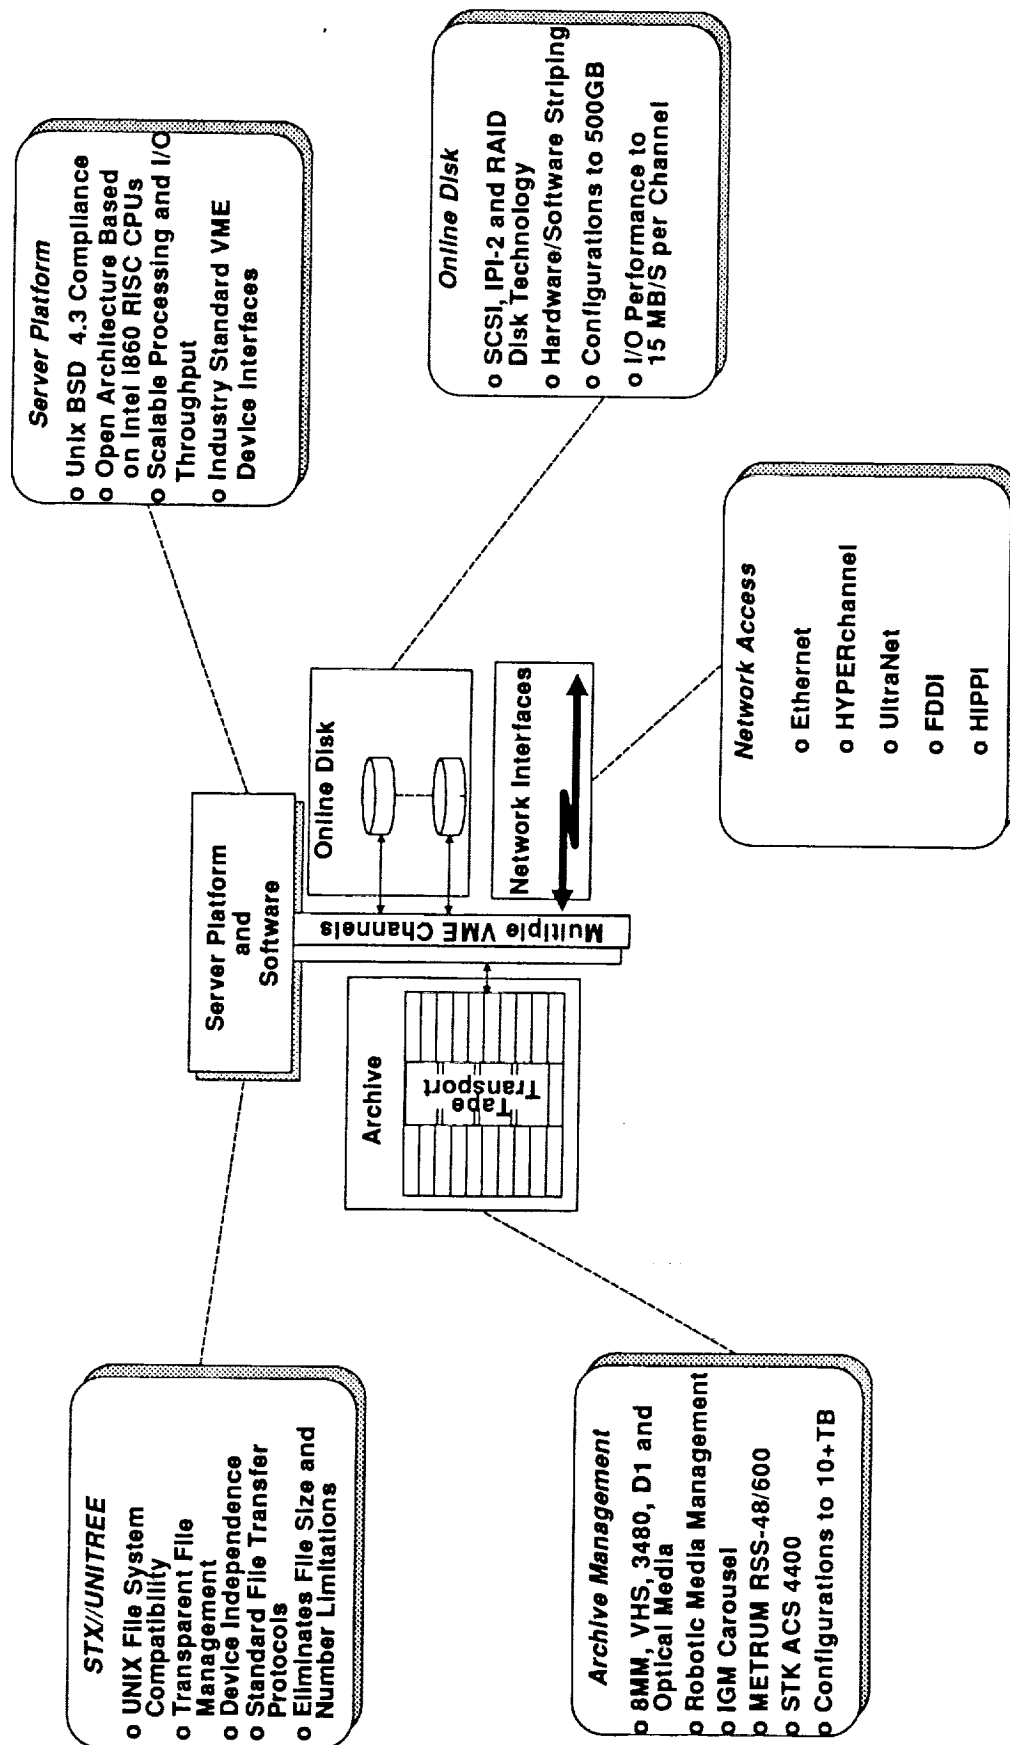 STX//UNITREE
o UNIX File System
Compatibility
o Transparent File
Management
o Device Independence
o Standard File Transfer
Protocols
o Eliminates File Size and
Number Limitations
Server Platform
o Unix BSD 4.3 Compliance
o Open Architecture Based
on Intel I860 RISC CPUs
o Scalable Processing and I/O
Throughput
o Industry Standard VME
Device Interfaces
Server Platform
and
Software
Archive
Tape
Transport
Multiple VME Channels
Online Disk
Network Interfaces
Online Disk
o SCSI, IPI-2 and RAID
Disk Technology
o Hardware/Software Striping
o Configurations to 500GB
o I/O Performance to
15 MB/S per Channel
Archive Management
o 8MM, VHS, 3480, D1 and
Optical Media
o Robotic Media Management
o IGM Carousel
o METRUM RSS-48/600
o STK ACS 4400
o Configurations to 10+TB
Network Access
o Ethernet
o HYPERchannel
o UltraNet
o FDDI
o HIPPI